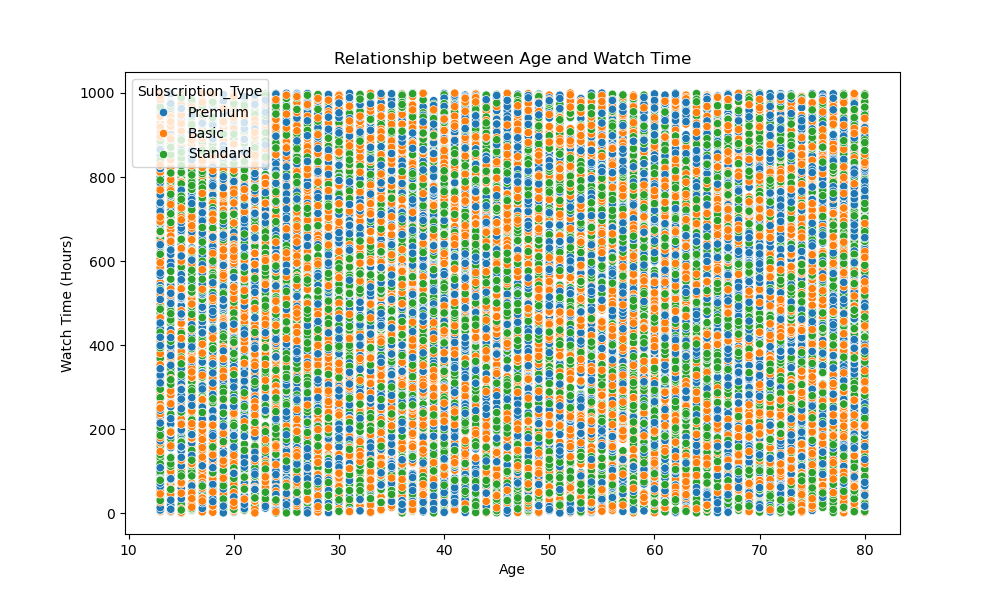 Relationship between Age and Watch Time
Subscription_Type
Premium
Basic
Standard
1000
800
600
400
200
0
Watch Time (Hours)
10 20 30 40 50 60 70 80
Age